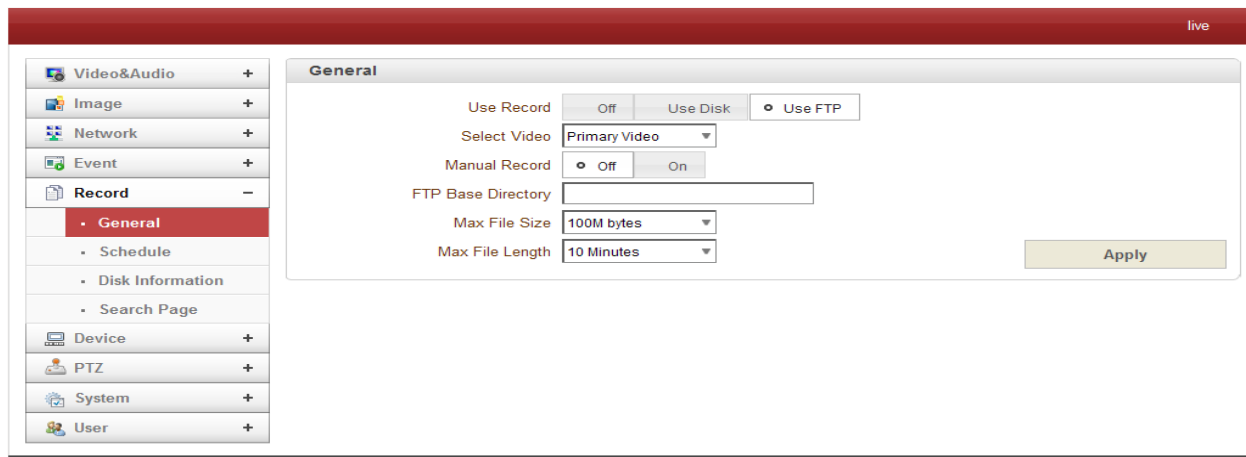 live
Video&Audio +
Image +
Network +
Event +
Record −
General
Schedule
Disk Information
Search Page
Device +
PTZ +
System +
User +
General
Use Record Off Use Disk Use FTP
Select Video Primary Video
Manual Record Off On
FTP Base Directory
Max File Size 100M bytes
Max File Length 10 Minutes
Apply